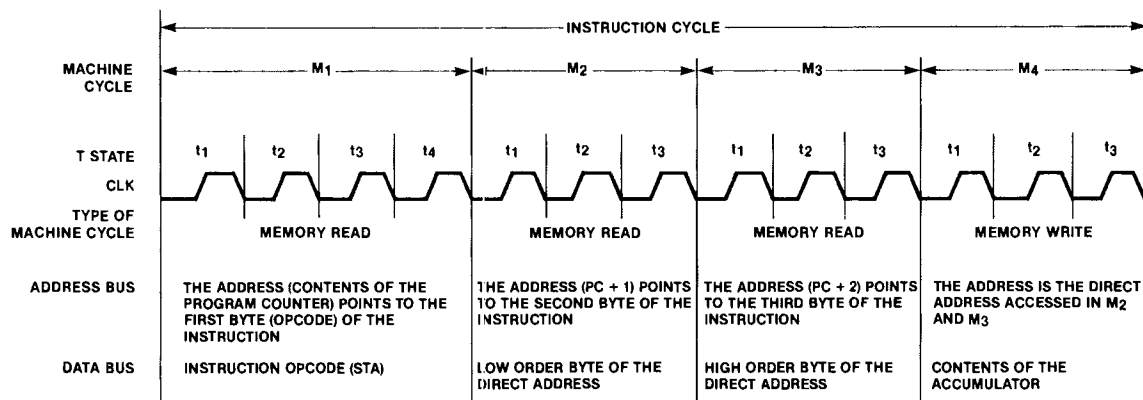 INSTRUCTION CYCLE
MACHINE
CYCLE
M1 M2 M3 M4
T STATE
t1 t2 t3 t4 t1 t2 t3 t1 t2 t3 t1 t2 t3
CLK
TYPE OF
MACHINE CYCLE
MEMORY READ MEMORY READ MEMORY READ MEMORY WRITE
ADDRESS BUS
THE ADDRESS (CONTENTS OF THE
PROGRAM COUNTER) POINTS TO THE
FIRST BYTE (OPCODE) OF THE
INSTRUCTION
THE ADDRESS (PC + 1) POINTS
TO THE SECOND BYTE OF THE
INSTRUCTION
THE ADDRESS (PC + 2) POINTS
TO THE THIRD BYTE OF THE
INSTRUCTION
THE ADDRESS IS THE DIRECT
ADDRESS ACCESSED IN M2
AND M3
DATA BUS
INSTRUCTION OPCODE (STA)
LOW ORDER BYTE OF THE
DIRECT ADDRESS
HIGH ORDER BYTE OF THE
DIRECT ADDRESS
CONTENTS OF THE
ACCUMULATOR